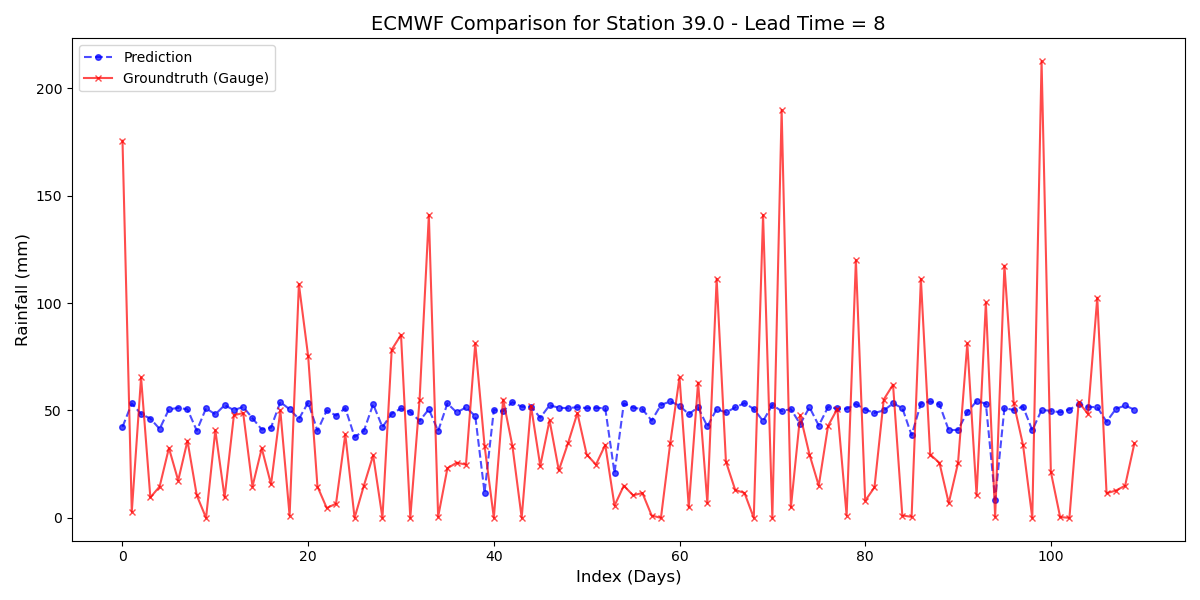 ECMWF Comparison for Station 39.0 - Lead Time = 8
Prediction
Groundtruth (Gauge)
Rainfall (mm)
200
150
100
50
0
0 20 40 60 80 100
Index (Days)